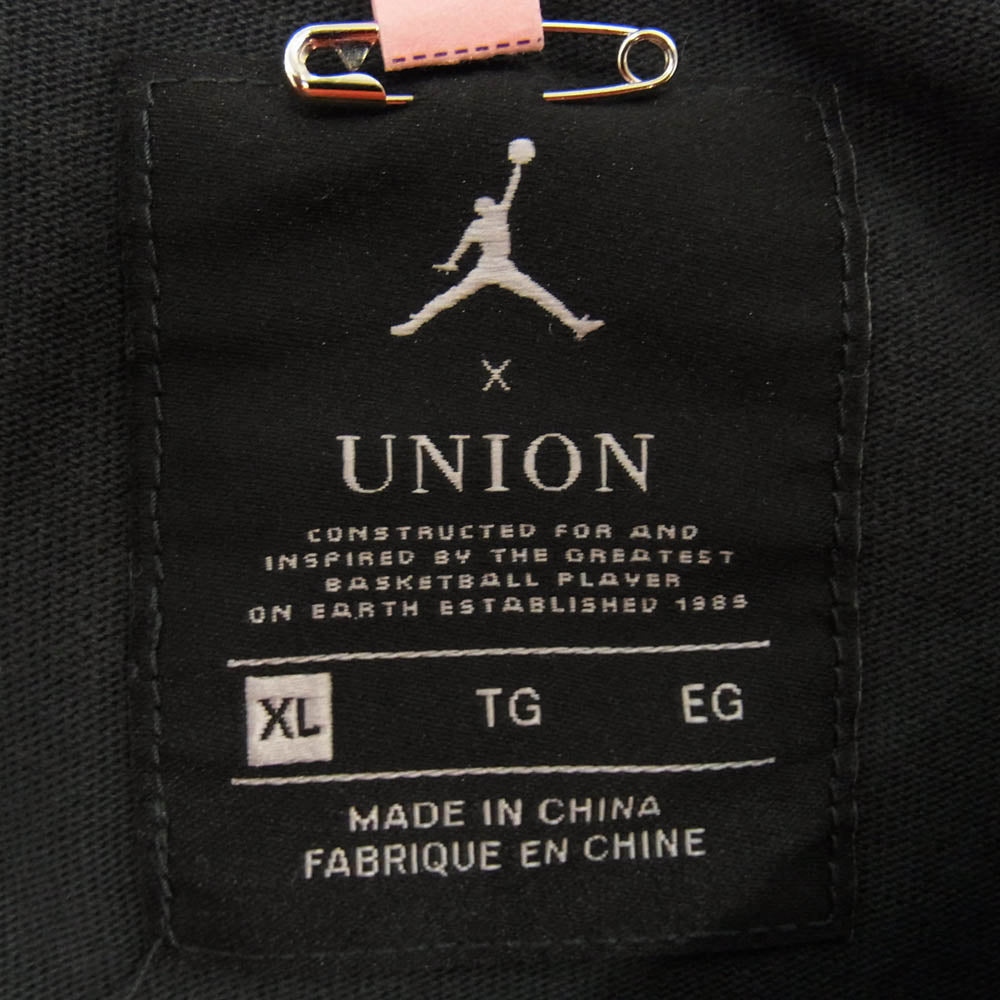 X
UNION
CONSTRUCTED FOR AND
INSPIRED BY THE GREATEST
BASKETBALL PLAYER
ON EARTH ESTABLISHED 1985
XL TG EG
MADE IN CHINA
FABRIQUE EN CHINE